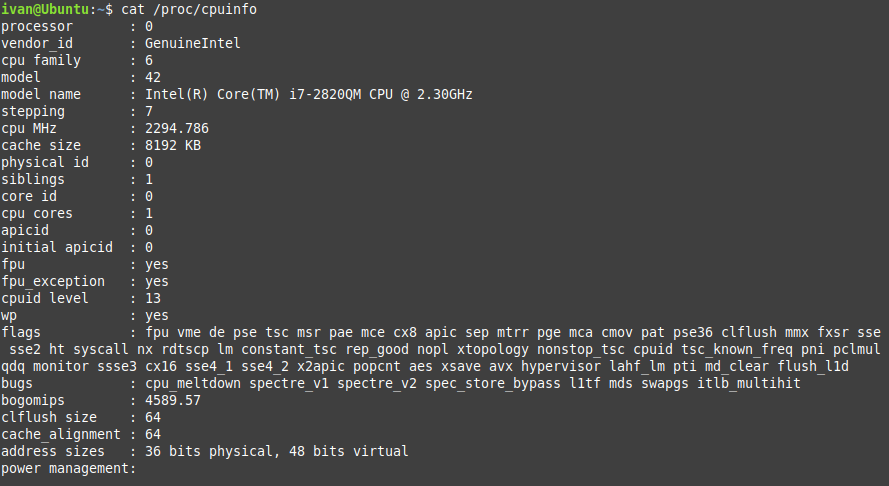 ivan@Ubuntu:~$ cat /proc/cpuinfo
processor	: 0
vendor_id	: GenuineIntel
cpu family	: 6
model		: 42
model name	: Intel(R) Core(TM) i7-2820QM CPU @ 2.30GHz
stepping	: 7
cpu MHz		: 2294.786
cache size	: 8192 KB
physical id	: 0
siblings	: 1
core id		: 0
cpu cores	: 1
apicid		: 0
initial apicid	: 0
fpu		: yes
fpu_exception	: yes
cpuid level	: 13
wp		: yes
flags		: fpu vme de pse tsc msr pae mce cx8 apic sep mtrr pge mca cmov pat pse36 clflush mmx fxsr sse
 sse2 ht syscall nx rdtscp lm constant_tsc rep_good nopl xtopology nonstop_tsc cpuid tsc_known_freq pni pclmul
qdq monitor ssse3 cx16 sse4_1 sse4_2 x2apic popcnt aes xsave avx hypervisor lahf_lm pti md_clear flush_l1d
bugs		: cpu_meltdown spectre_v1 spectre_v2 spec_store_bypass l1tf mds swapgs itlb_multihit
bogomips	: 4589.57
clflush size	: 64
cache_alignment	: 64
address sizes	: 36 bits physical, 48 bits virtual
power management: